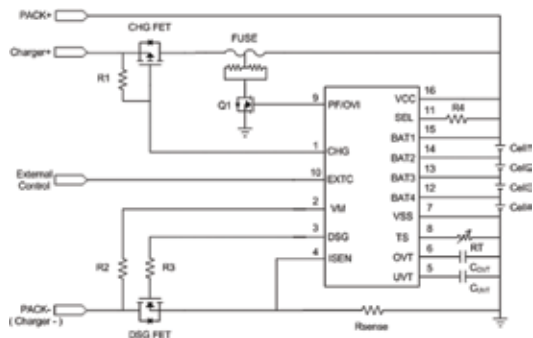 PACK+
CHG FET
FUSE
Charger+
R1
Q1
9 PF/OVI
VCC 16
SEL 11 R4
BAT1 15
1 CHG
BAT2 14
Cell1
External
Control
10 EXTC
BAT3 13
Cell2
BAT4 12
Cell3
2 VM
VSS 7
Cell4
3 DSG
TS 8
RT
R2
R3
4 ISEN
OVT 6
COVT
UVT 5
CUVT
PACK-
( Charger - )
DSG FET
Rsense